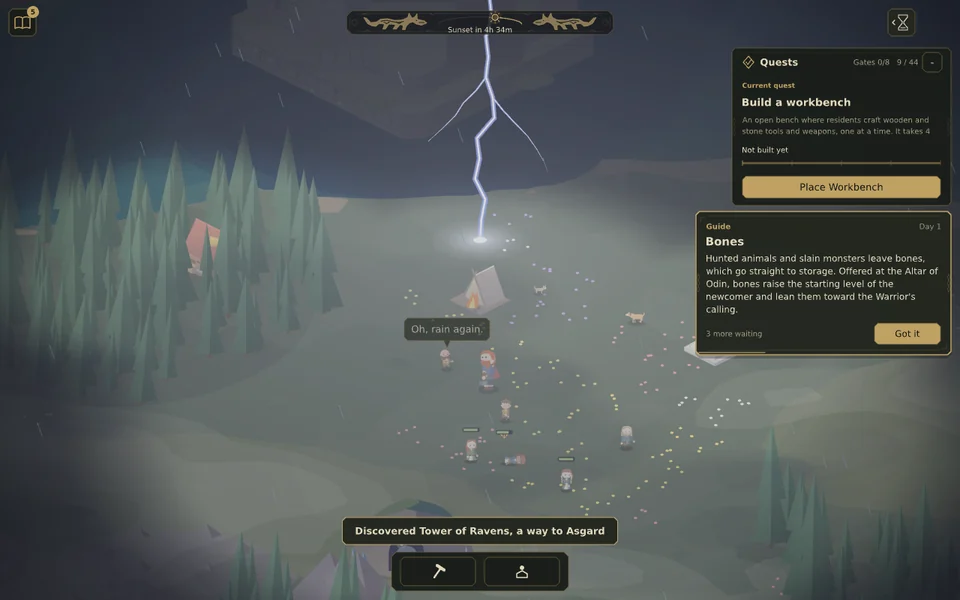 5
Sunset in 4h 34m
Quests
Gates 0/8
9 / 44
-
Current quest
Build a workbench
An open bench where residents craft wooden and
stone tools and weapons, one at a time. It takes 4
Not built yet
Place Workbench
Guide
Day 1
Bones
Hunted animals and slain monsters leave bones,
which go straight to storage. Offered at the Altar of
Odin, bones raise the starting level of the
newcomer and lean them toward the Warrior's
calling.
3 more waiting
Got it
Oh, rain again.
Discovered Tower of Ravens, a way to Asgard